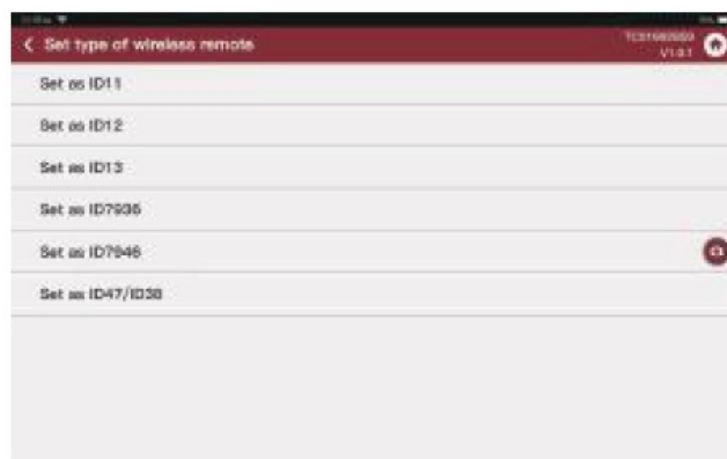 Set type of wireless remote
V1.0.1
Set as ID11
Set as ID12
Set as ID13
Set as ID7936
Set as ID7946
Set as ID47/ID38